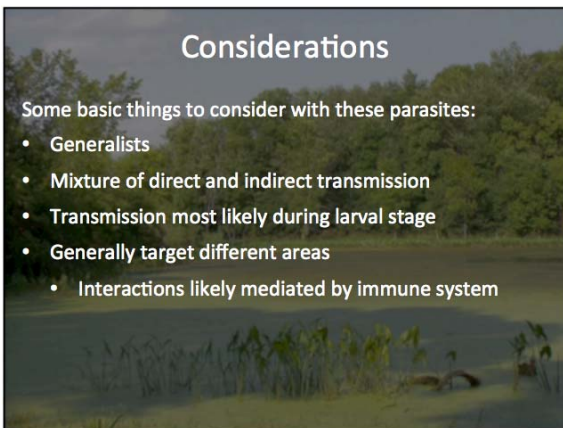 Considerations
Some basic things to consider with these parasites:
• Generalists
• Mixture of direct and indirect transmission
• Transmission most likely during larval stage
• Generally target different areas
• Interactions likely mediated by immune system